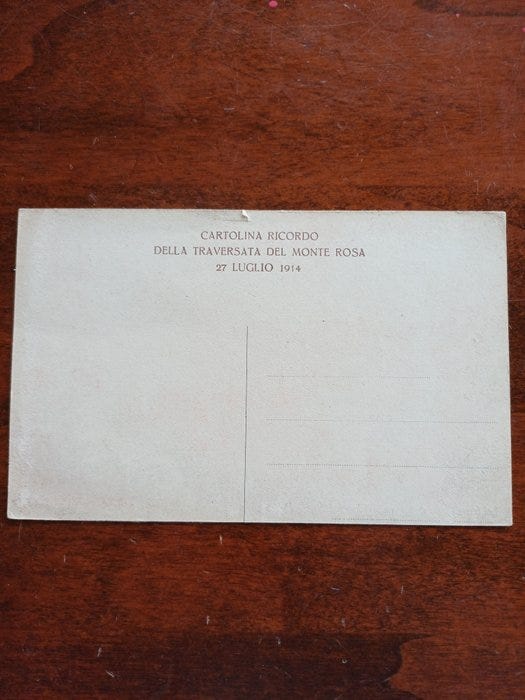 CARTOLINA RICORDO
DELLA TRAVERSATA DEL MONTE ROSA
27 LUGLIO 1914